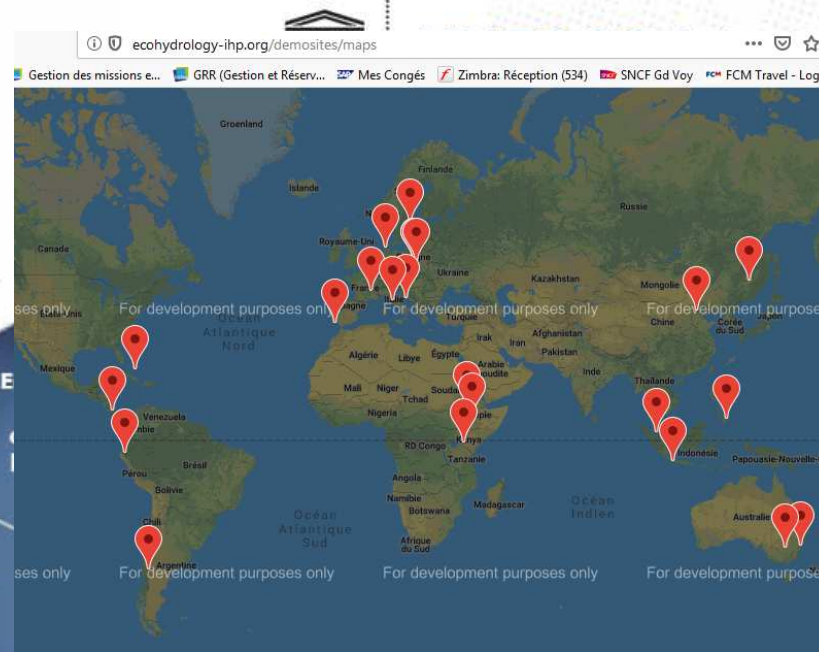 ecohydrology-ihp.org/demosites/maps
Gestion des missions e... GRR (Gestion et Réserv... Mes Congés Zimbra: Réception (534) SNCF Gd Voy FCM Travel - Log
Groenland
Finlande
Islande
Russie
Canada
Royaume-Uni
Ukraine
Kazakhstan
Mongolie
France
Italie
ses only
États-Unis
For development purposes only
For development purposes only
For development purpose
Océan
Atlantique
Nord
Turquie
Chine
Corée
du Sud
Japon
Irak
Iran
Afghanistan
Pakistan
Algérie
Libye
Égypte
Arabie
Mexique
Inde
Mali
Niger
Tchad
Thaïlande
Venezuela
Nigeria
RD Congo
Kenya
Tanzanie
Indonésie
Papouasie-Nouvelle-
Pérou
Brésil
Bolivie
Angola
Namibie
Botswana
Madagascar
Océan
Indien
Chili
Océan
Atlantique
Sud
Afrique
du Sud
Australie
Argentine
ses only
For development purposes only
For development purposes only
For development purpose